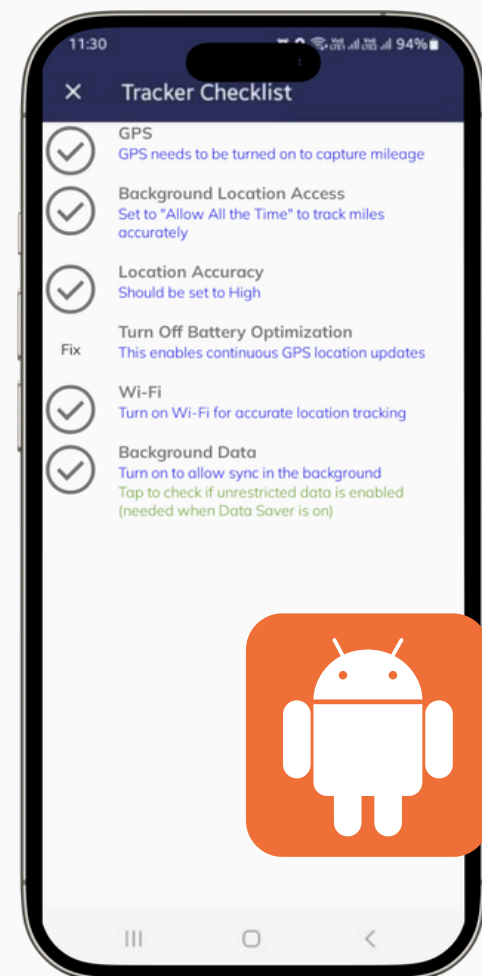 11:30
94%
Tracker Checklist
GPS
GPS needs to be turned on to capture mileage
Background Location Access
Set to "Allow All the Time" to track miles
accurately
Location Accuracy
Should be set to High
Fix
Turn Off Battery Optimization
This enables continuous GPS location updates
Wi-Fi
Turn on Wi-Fi for accurate location tracking
Background Data
Turn on to allow sync in the background
Tap to check if unrestricted data is enabled
(needed when Data Saver is on)